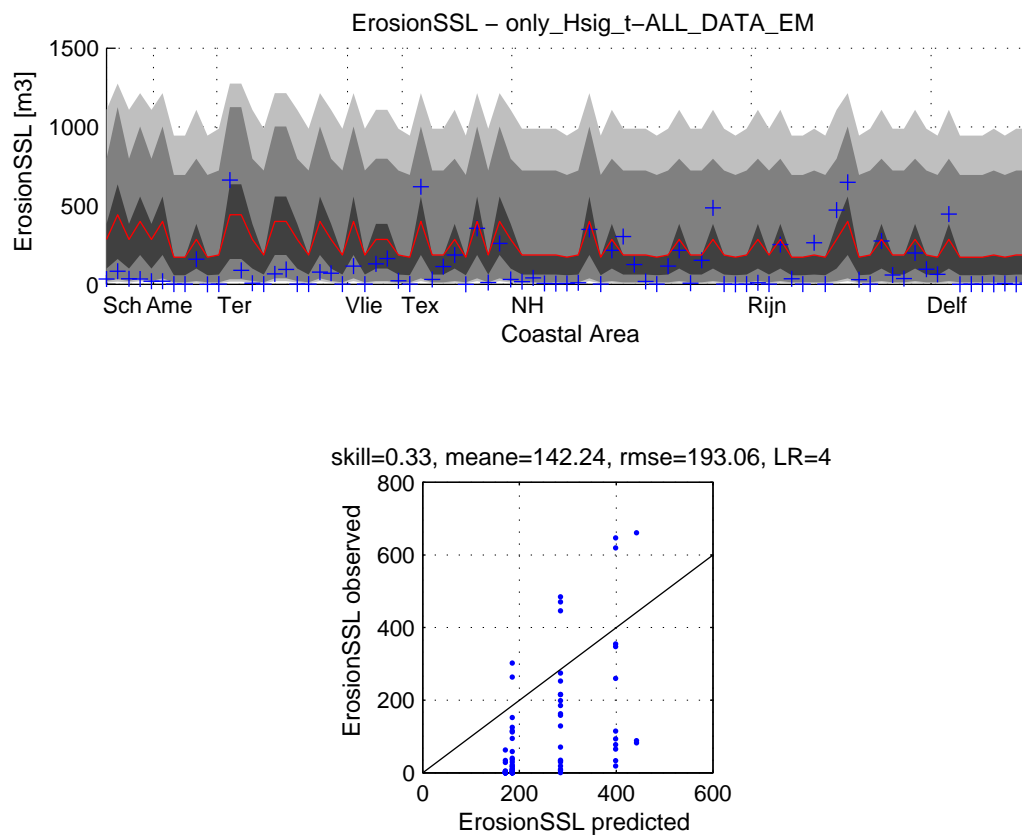 ErosionSSL – only_Hsig_t–ALL_DATA_EM
1500
1000
500
0
ErosionSSL [m3]
Sch Ame Ter Vlie Tex NH Rijn Delf
Coastal Area
skill=0.33, meane=142.24, rmse=193.06, LR=4
800
600
400
200
0
ErosionSSL observed
0 200 400 600
ErosionSSL predicted